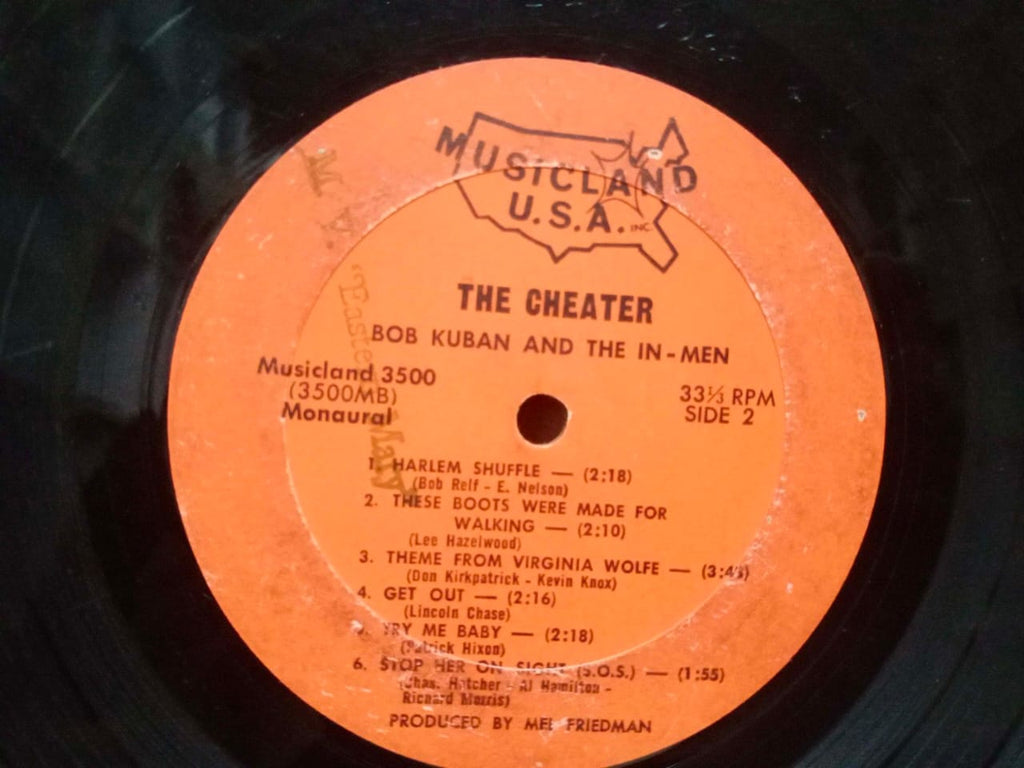 MUSICLAND
U.S.A. INC.
THE CHEATER
BOB KUBAN AND THE IN-MEN
Musicland 3500
(3500MB)
Monaural
33⅓ RPM
SIDE 2
1. HARLEM SHUFFLE — (2:18)
(Bob Relf - E. Nelson)
2. THESE BOOTS WERE MADE FOR
WALKING — (2:10)
(Lee Hazelwood)
3. THEME FROM VIRGINIA WOLFE —
(Don Kirkpatrick - Kevin Knox)
4. GET OUT — (2:16)
(Lincoln Chase)
5. TRY ME BABY — (2:18)
(Patrick Hixon)
6. STOP HER ON SIGHT (S.O.S.) — (1:55)
(Chas. Hatcher - Al Hamilton -
Richard Morris)
PRODUCED BY MEL FRIEDMAN